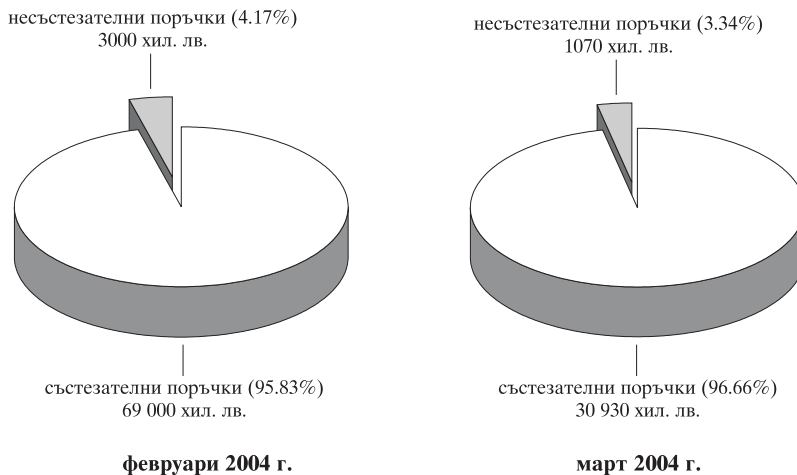 несъстезателни поръчки (4.17%)
3000 хил. лв.
състезателни поръчки (95.83%)
69 000 хил. лв.
февруари 2004 г.
несъстезателни поръчки (3.34%)
1070 хил. лв.
състезателни поръчки (96.66%)
30 930 хил. лв.
март 2004 г.